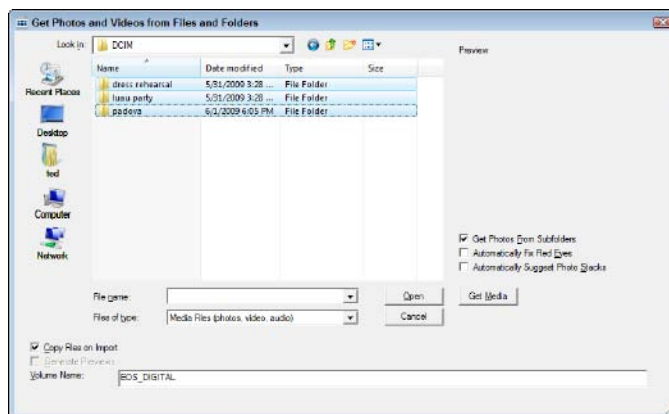 Get Photos and Videos from Files and Folders
Look in: DCIM
Preview
Name Date modified Type Size
dress rehearsal 5/31/2009 3:28 ... File Folder
luau party 5/31/2009 3:28 ... File Folder
padova 6/1/2009 6:05 PM File Folder
Recent Places
Desktop
ted
Computer
Network
Get Photos From Subfolders
Automatically Fix Red Eyes
Automatically Suggest Photo Stacks
File name: Open Get Media
Files of type: Media Files (photos, video, audio) Cancel
Copy Files on Import
Generate Previews
Volume Name: EOS_DIGITAL